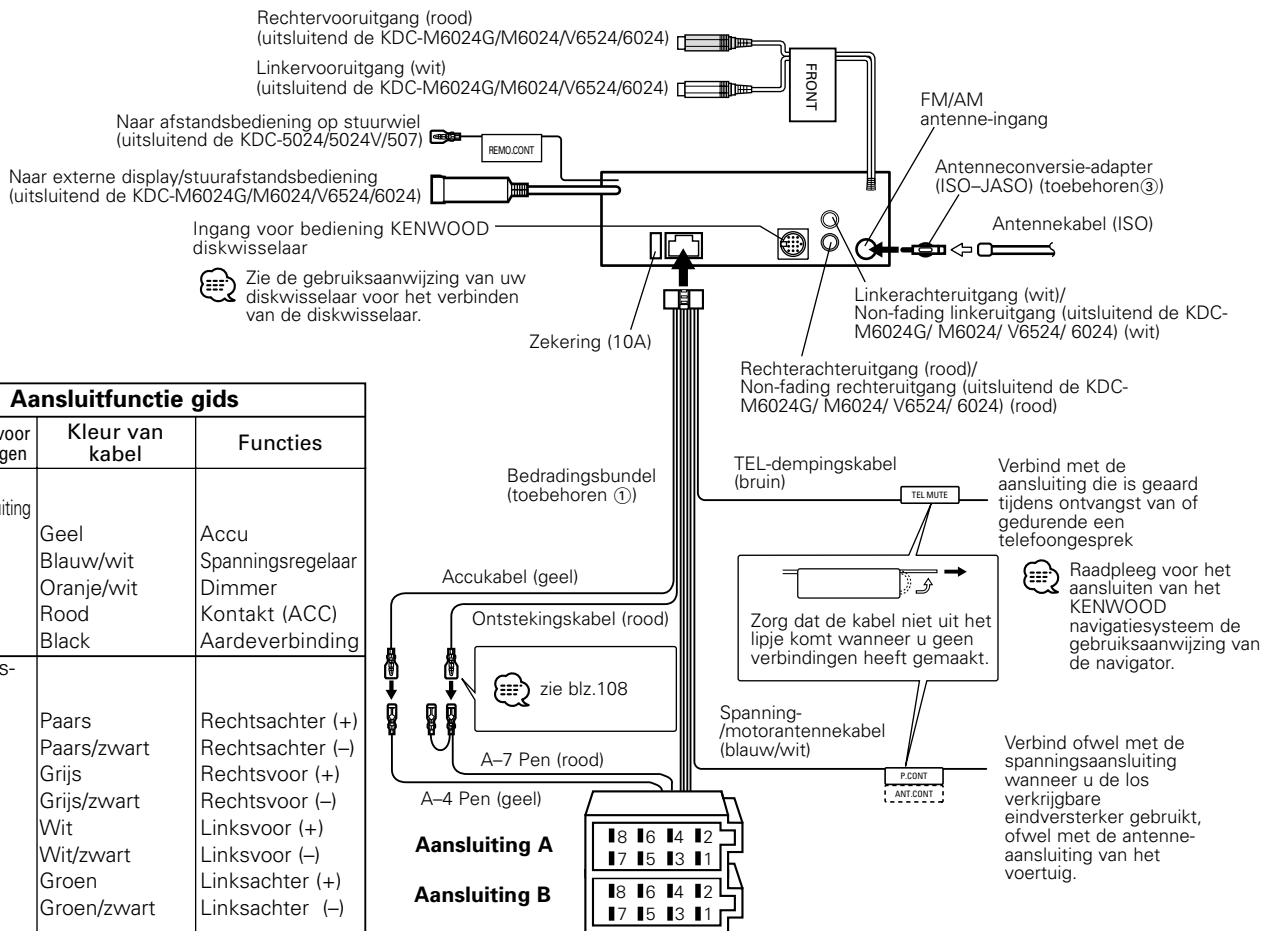 Rechtervooruitgang (rood)
(uitsluitend de KDC-M6024G/M6024/V6524/6024)
Linkervooruitgang (wit)
(uitsluitend de KDC-M6024G/M6024/V6524/6024)
FRONT
Naar afstandsbediening op stuurwiel
(uitsluitend de KDC-5024/5024V/507)
REMO.CONT
Naar externe display/stuurafstandsbediening
(uitsluitend de KDC-M6024G/M6024/V6524/6024)
FM/AM
antenne-ingang
Antenneconversie-adapter
(ISO–JASO) (toebehoren③)
Antennekabel (ISO)
Ingang voor bediening KENWOOD
diskwisselaar
Zie de gebruiksaanwijzing van uw
diskwisselaar voor het verbinden
van de diskwisselaar.
Zekering (10A)
Linkerachteruitgang (wit)/
Non-fading linkeruitgang (uitsluitend de KDC-
M6024G/ M6024/ V6524/ 6024) (wit)
Rechterachteruitgang (rood)/
Non-fading rechteruitgang (uitsluitend de KDC-
M6024G/ M6024/ V6524/ 6024) (rood)
Aansluitfunctie gids
voor
gen
Kleur van
kabel
Functies
iting
Geel Accu
Blauw/wit Spanningsregelaar
Oranje/wit Dimmer
Rood Kontakt (ACC)
Black Aardeverbinding
s-
Paars Rechtsachter (+)
Paars/zwart Rechtsachter (–)
Grijs Rechtsvoor (+)
Grijs/zwart Rechtsvoor (–)
Wit Linksvoor (+)
Wit/zwart Linksvoor (–)
Groen Linksachter (+)
Groen/zwart Linksachter (–)
Bedradingsbundel
(toebehoren ①)
TEL-dempingskabel
(bruin)
TEL MUTE
Verbind met de
aansluiting die is geaard
tijdens ontvangst van of
gedurende een
telefoongesprek
Raadpleeg voor het
aansluiten van het
KENWOOD
navigatiesysteem de
gebruiksaanwijzing van
de navigator.
Zorg dat de kabel niet uit het
lipje komt wanneer u geen
verbindingen heeft gemaakt.
Accukabel (geel)
Ontstekingskabel (rood)
zie blz.108
A–7 Pen (rood)
A–4 Pen (geel)
Spanning-
/motorantennekabel
(blauw/wit)
P.CONT
ANT.CONT
Verbind ofwel met de
spanningsaansluiting
wanneer u de los
verkrijgbare
eindversterker gebruikt,
ofwel met de antenne-
aansluiting van het
voertuig.
Aansluiting A
8 6 4 2
7 5 3 1
Aansluiting B
8 6 4 2
7 5 3 1